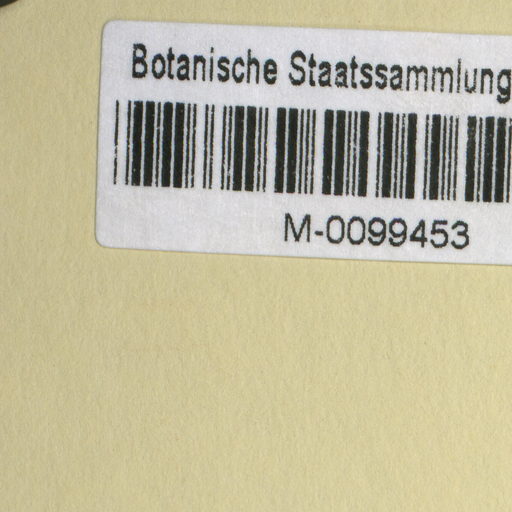 Botanische Staatssammlung
M-0099453